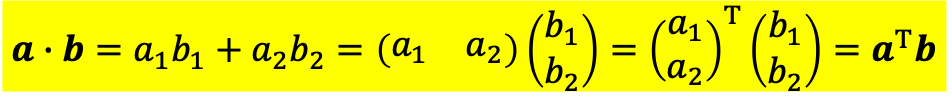 𝒂 · 𝒃 = a₁b₁ + a₂b₂ = (a₁ a₂) (b₁ b₂) = (a₁ a₂)ᵀ (b₁ b₂) = 𝒂ᵀ𝒃